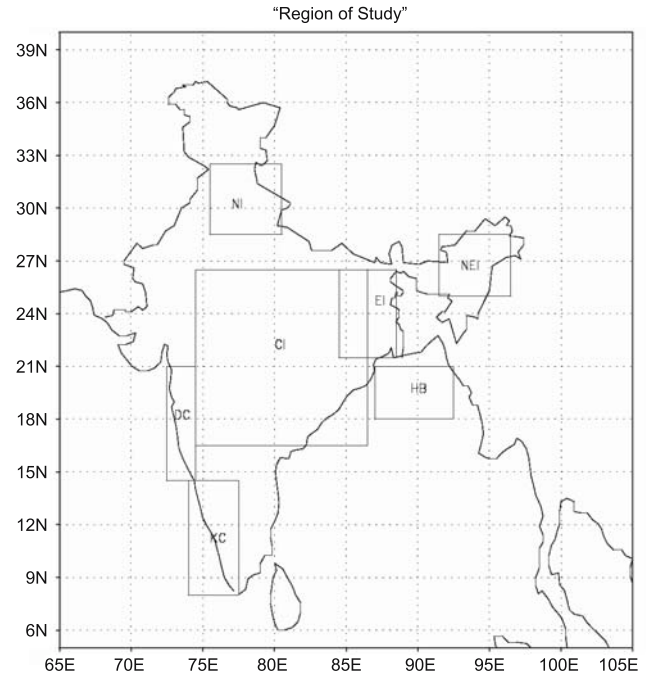 “Region of Study”
39N
36N
33N
30N
27N
24N
21N
18N
15N
12N
9N
6N
NI
NEI
EI
CI
HB
DC
KC
65E 70E 75E 80E 85E 90E 95E 100E 105E